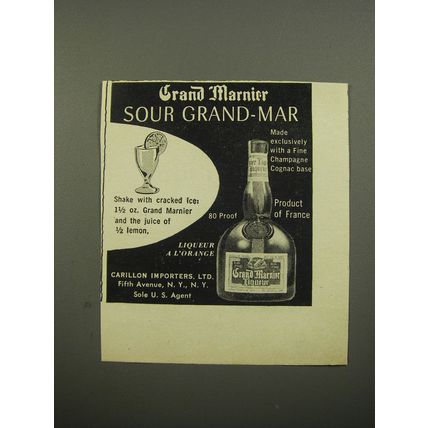 Grand Marnier
SOUR GRAND-MAR
Made
exclusively
with a Fine
Champagne
Cognac base
Shake with cracked Ice:
1½ oz. Grand Marnier
and the juice of
½ lemon.
80 Proof
Product
of France
LIQUEUR
A L'ORANGE
CARILLON IMPORTERS, LTD.
Fifth Avenue, N. Y., N. Y.
Sole U. S. Agent
Grand Marnier
Liqueur